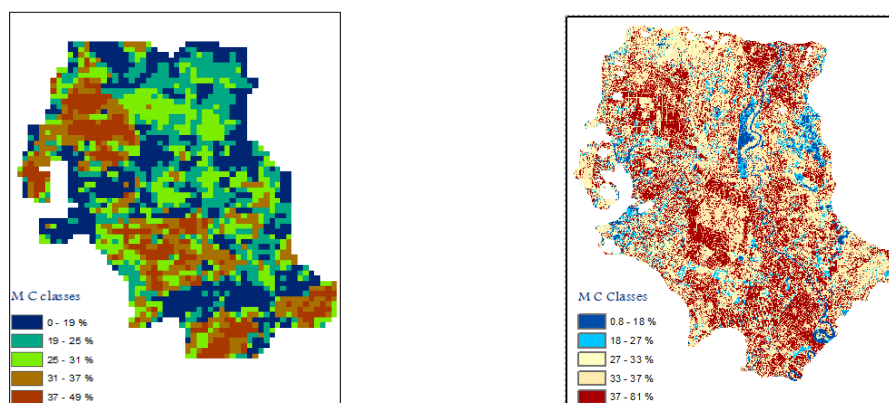 M C classes
0 - 19 %
19 - 25 %
25 - 31 %
31 - 37 %
37 - 49 %
M C Classes
0.8 - 18 %
18 - 27 %
27 - 33 %
33 - 37 %
37 - 81 %